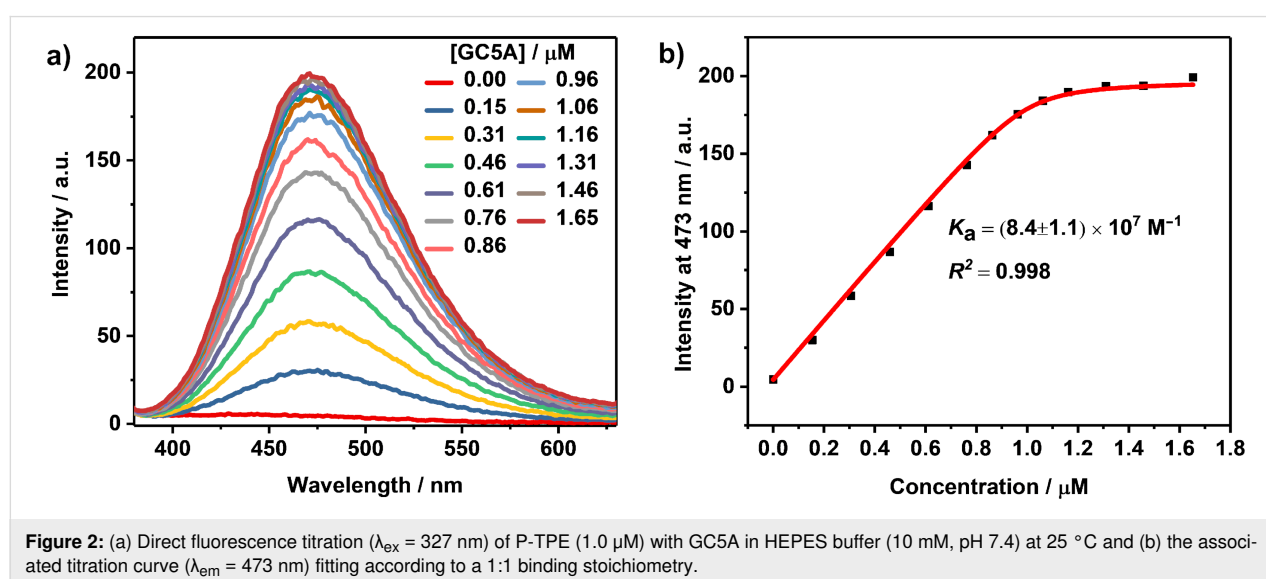 a)
[GC5A] / μM
0.00 0.96
0.15 1.06
0.31 1.16
0.46 1.31
0.61 1.46
0.76 1.65
0.86
200
150
100
50
0
Intensity / a.u.
400 450 500 550 600
Wavelength / nm
b)
200
150
100
50
0
Intensity at 473 nm / a.u.
Kₐ = (8.4±1.1) × 10⁷ M⁻¹
R² = 0.998
0.0 0.2 0.4 0.6 0.8 1.0 1.2 1.4 1.6 1.8
Concentration / μM
Figure 2: (a) Direct fluorescence titration (λex = 327 nm) of P-TPE (1.0 μM) with GC5A in HEPES buffer (10 mM, pH 7.4) at 25 °C and (b) the associ-
ated titration curve (λem = 473 nm) fitting according to a 1:1 binding stoichiometry.